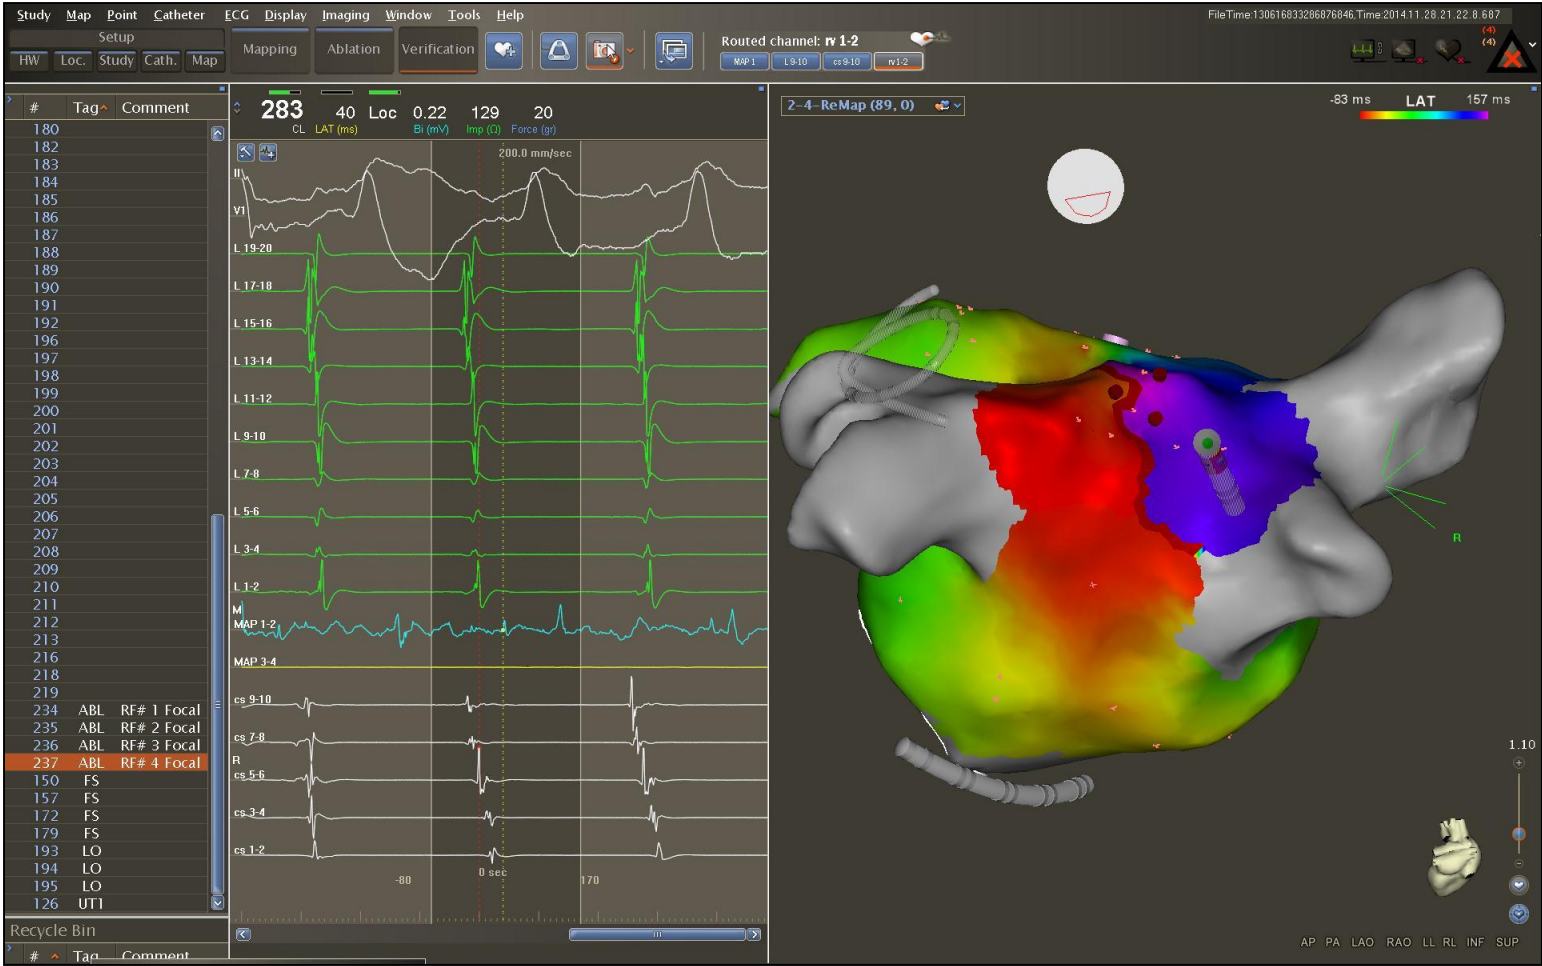 Study Map Point Catheter ECG Display Imaging Window Tools Help
FileTime:130616833286876846,Time:2014.11.28.21.22.8.687
Setup
HW Loc. Study Cath. Map
Mapping Ablation Verification
Routed channel: rv 1-2
MAP 1 L 9-10 cs 9-10 rv1-2
(4)
(4)
# Tag Comment
180
182
183
184
185
186
187
188
189
190
191
192
196
197
198
199
200
201
202
203
204
205
206
207
208
209
210
211
212
213
216
218
219
234 ABL RF# 1 Focal
235 ABL RF# 2 Focal
236 ABL RF# 3 Focal
237 ABL RF# 4 Focal
150 FS
157 FS
172 FS
179 FS
193 LO
194 LO
195 LO
126 UT1
Recycle Bin
# Tag Comment
283 40 Loc 0.22 129 20
CL LAT (ms) Bi (mV) Imp (Ω) Force (gr)
200.0 mm/sec
II
V1
L 19-20
L 17-18
L 15-16
L 13-14
L 11-12
L 9-10
L 7-8
L 5-6
L 3-4
L 1-2
M
MAP 1-2
MAP 3-4
cs 9-10
cs 7-8
R
cs 5-6
cs 3-4
cs 1-2
-80 0 sec 170
2-4-ReMap (89, 0)
-83 ms LAT 157 ms
R
1.10
AP PA LAO RAO LL RL INF SUP